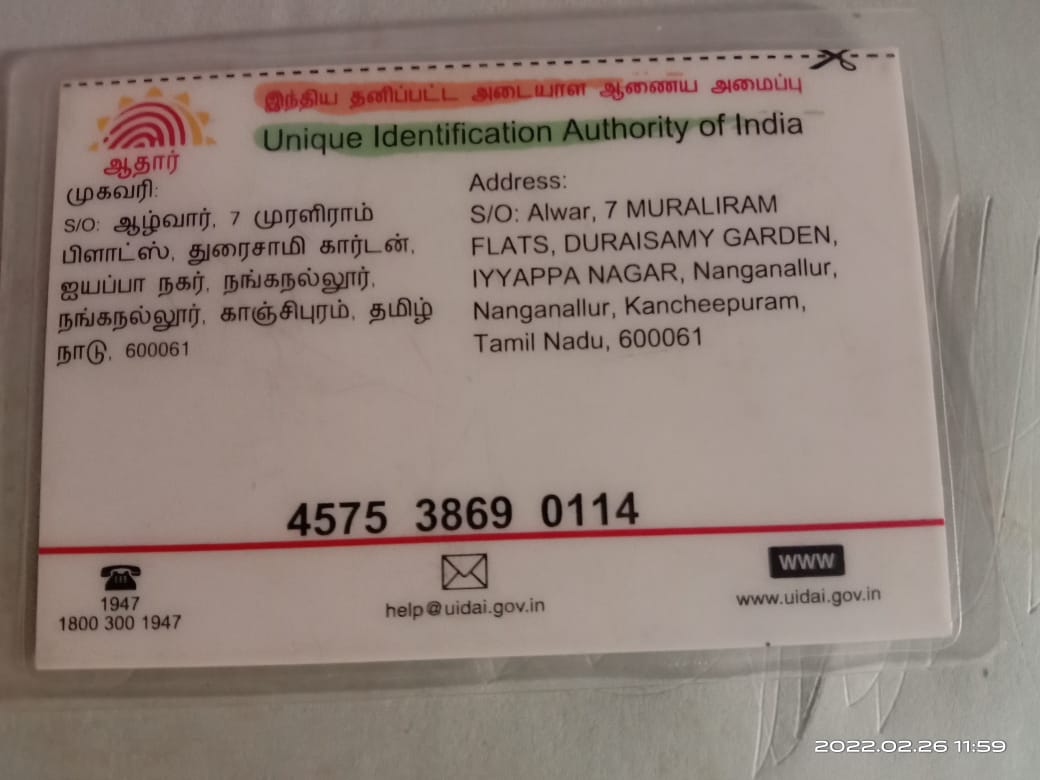 இந்திய தனிப்பட்ட அடையாள ஆணைய அமைப்பு
Unique Identification Authority of India
ஆதார்
முகவரி:
S/O: ஆழ்வார், 7 முரளிராம்
பிளாட்ஸ், துரைசாமி கார்டன்,
ஐயப்பா நகர், நங்கநல்லூர்,
நங்கநல்லூர், காஞ்சிபுரம், தமிழ்
நாடு, 600061
Address:
S/O: Alwar, 7 MURALIRAM
FLATS, DURAISAMY GARDEN,
IYYAPPA NAGAR, Nanganallur,
Nanganallur, Kancheepuram,
Tamil Nadu, 600061
4575 3869 0114
1947
1800 300 1947
help@uidai.gov.in
WWW
www.uidai.gov.in
2022.02.26 11:59